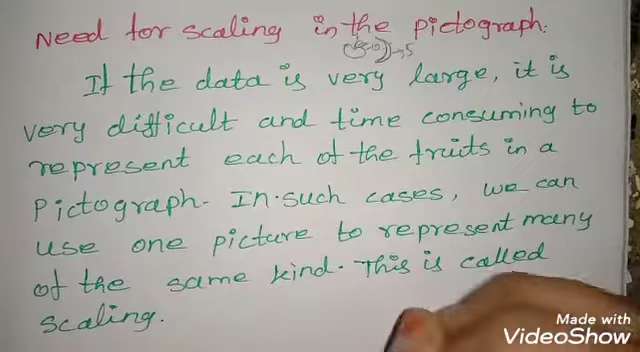 Need for scaling in the pictograph.
If the data is very large, it is
very difficult and time consuming to
represent each of the fruits in a
pictograph. In such cases, we can
use one picture to represent many
of the same kind. This is called
scaling.
Made with
VideoShow